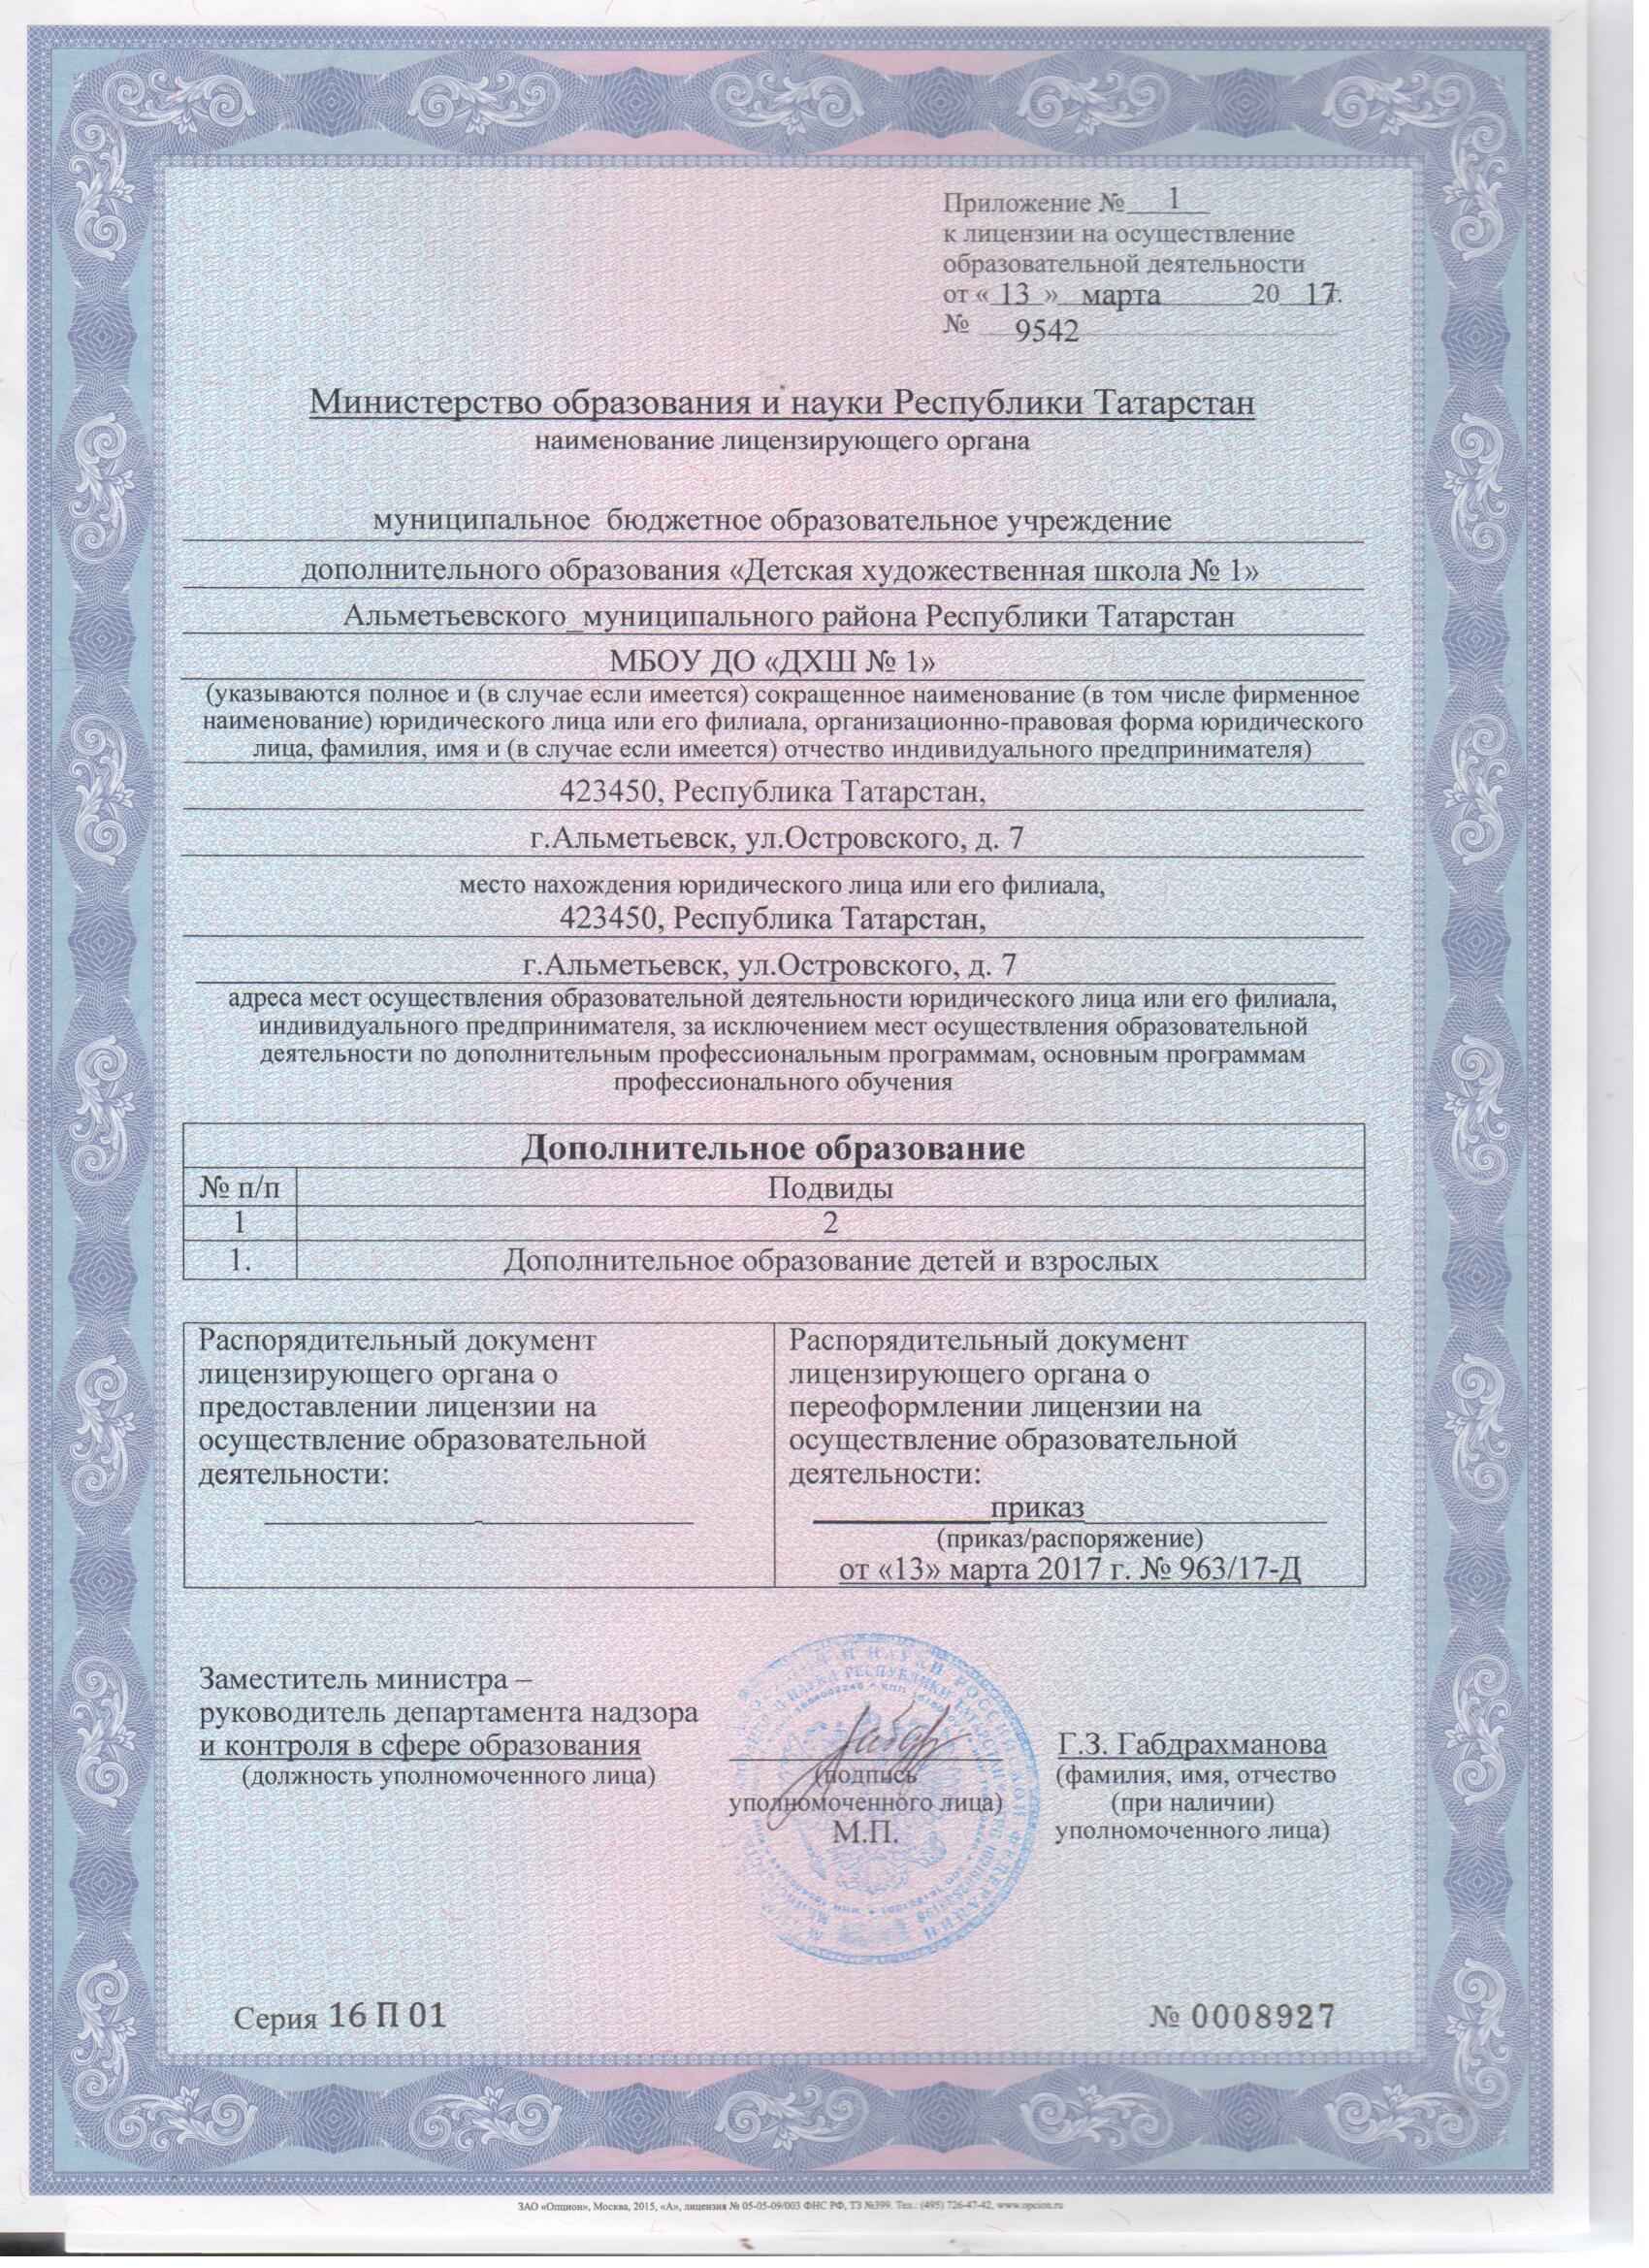 Приложение № 1
к лицензии на осуществление
образовательной деятельности
от « 13 » марта 20 17г.
№ 9542
Министерство образования и науки Республики Татарстан
наименование лицензирующего органа
муниципальное бюджетное образовательное учреждение
дополнительного образования «Детская художественная школа № 1»
Альметьевского_муниципального района Республики Татарстан
МБОУ ДО «ДХШ № 1»
(указываются полное и (в случае если имеется) сокращенное наименование (в том числе фирменное
наименование) юридического лица или его филиала, организационно-правовая форма юридического
лица, фамилия, имя и (в случае если имеется) отчество индивидуального предпринимателя)
423450, Республика Татарстан,
г.Альметьевск, ул.Островского, д. 7
место нахождения юридического лица или его филиала,
423450, Республика Татарстан,
г.Альметьевск, ул.Островского, д. 7
адреса мест осуществления образовательной деятельности юридического лица или его филиала,
индивидуального предпринимателя, за исключением мест осуществления образовательной
деятельности по дополнительным профессиональным программам, основным программам
профессионального обучения
Дополнительное образование
№ п/п Подвиды
1 2
1. Дополнительное образование детей и взрослых
Распорядительный документ
лицензирующего органа о
предоставлении лицензии на
осуществление образовательной
деятельности:
-
Распорядительный документ
лицензирующего органа о
переоформлении лицензии на
осуществление образовательной
деятельности:
приказ
(приказ/распоряжение)
от «13» марта 2017 г. № 963/17-Д
Заместитель министра –
руководитель департамента надзора
и контроля в сфере образования
(должность уполномоченного лица)
(подпись
уполномоченного лица)
М.П.
Г.З. Габдрахманова
(фамилия, имя, отчество
(при наличии)
уполномоченного лица)
Серия 16 П 01
№ 0008927
ЗАО «Опцион», Москва, 2015, «А», лицензия № 05-05-09/003 ФНС РФ, ТЗ №399. Тел.: (495) 726-47-42, www.opcion.ru